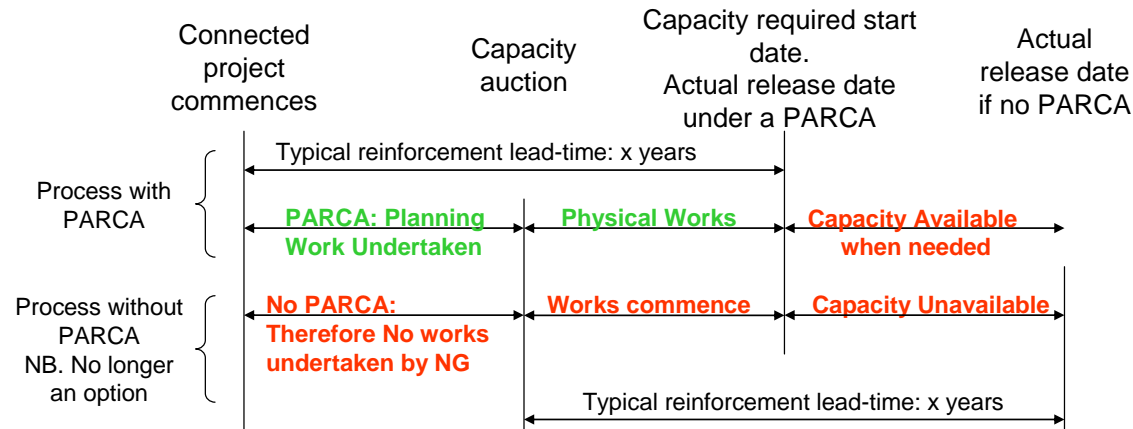 Connected
project
commences
Capacity
auction
Capacity required start
date.
Actual release date
under a PARCA
Actual
release date
if no PARCA
Typical reinforcement lead-time: x years
Process with
PARCA
PARCA: Planning
Work Undertaken
Physical Works
Capacity Available
when needed
Process without
PARCA
NB. No longer
an option
No PARCA:
Therefore No works
undertaken by NG
Works commence
Capacity Unavailable
Typical reinforcement lead-time: x years